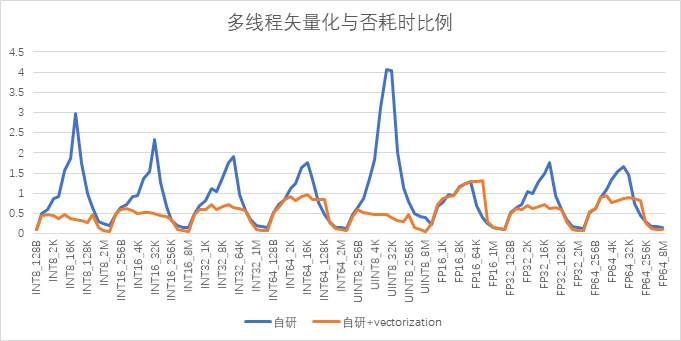 多线程矢量化与否耗时比例
4.5
4
3.5
3
2.5
2
1.5
1
0.5
0
INT8_128B
INT8_2K
INT8_16K
INT8_128K
INT8_2M
INT16_256B
INT16_4K
INT16_32K
INT16_256K
INT16_8M
INT32_1K
INT32_8K
INT32_64K
INT32_1M
INT64_128B
INT64_2K
INT64_16K
INT64_128K
INT64_2M
UINT8_256B
UINT8_4K
UINT8_32K
UINT8_256K
UINT8_8M
FP16_1K
FP16_8K
FP16_64K
FP16_1M
FP32_128B
FP32_2K
FP32_16K
FP32_128K
FP32_2M
FP64_256B
FP64_4K
FP64_32K
FP64_256K
FP64_8M
自研
自研+vectorization